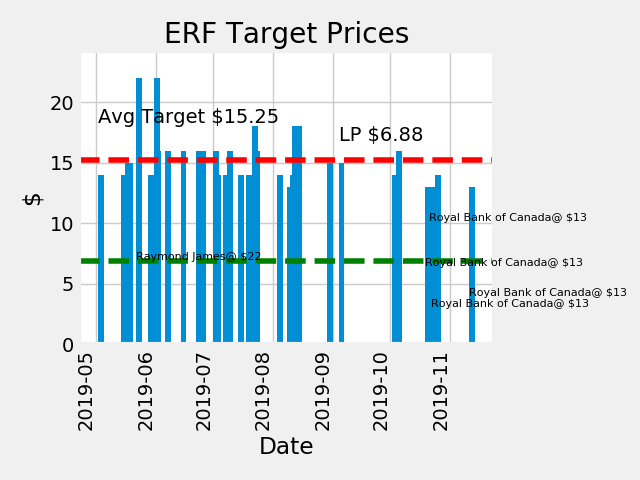 ERF Target Prices
20
Avg Target $15.25
LP $6.88
15
$
10
Royal Bank of Canada@ $13
Raymond James@ $22
Royal Bank of Canada@ $13
5
Royal Bank of Canada@ $13
Royal Bank of Canada@ $13
0
2019-05
2019-06
2019-07
2019-08
2019-09
2019-10
2019-11
Date